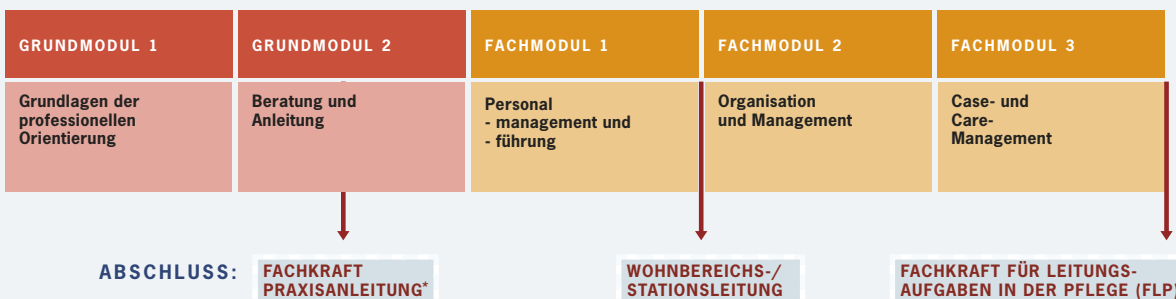 GRUNDMODUL 1
GRUNDMODUL 2
FACHMODUL 1
FACHMODUL 2
FACHMODUL 3
Grundlagen der
professionellen
Orientierung
Beratung und
Anleitung
Personal
- management und
- führung
Organisation
und Management
Case- und
Care-
Management
ABSCHLUSS:
FACHKRAFT
PRAXISANLEITUNG*
WOHNBEREICHS-/
STATIONSLEITUNG
FACHKRAFT FÜR LEITUNGS-
AUFGABEN IN DER PFLEGE (FLP)